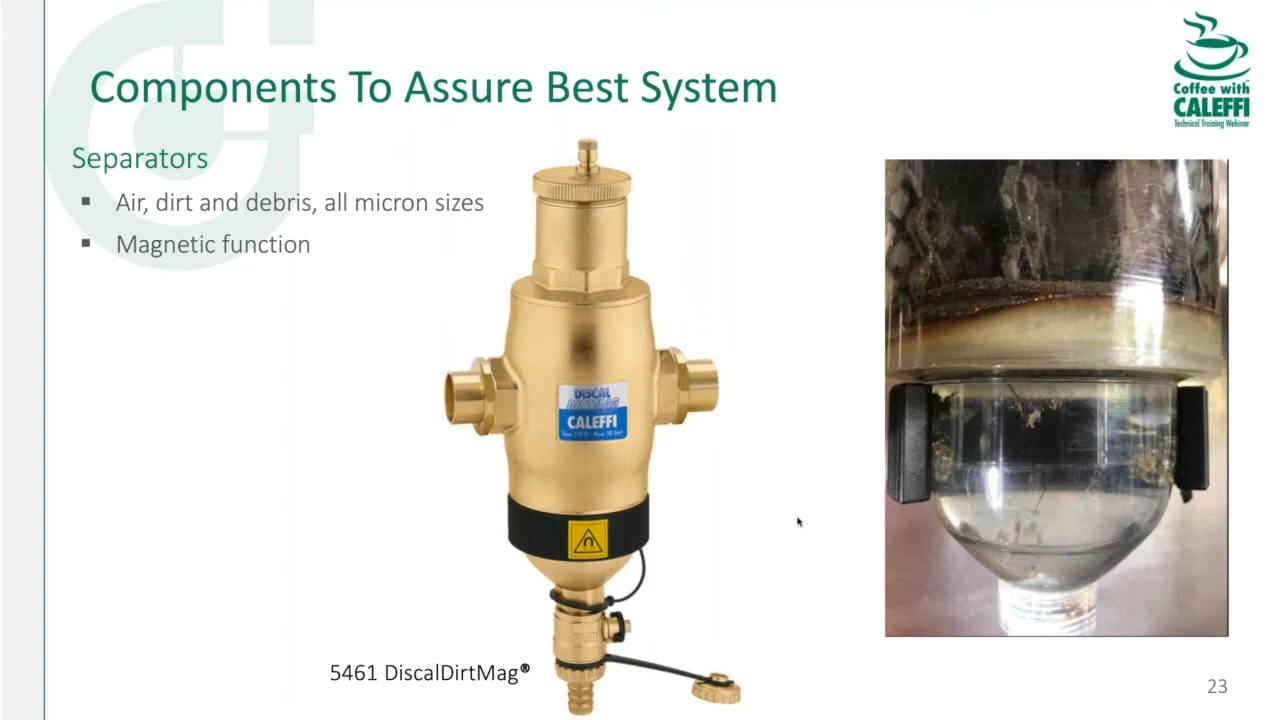 Components To Assure Best System
Coffee with
CALEFFI
Technical Training Webinar
Separators
▪ Air, dirt and debris, all micron sizes
▪ Magnetic function
DISCAL
DIRTMAG
CALEFFI
5461 DiscalDirtMag®
23